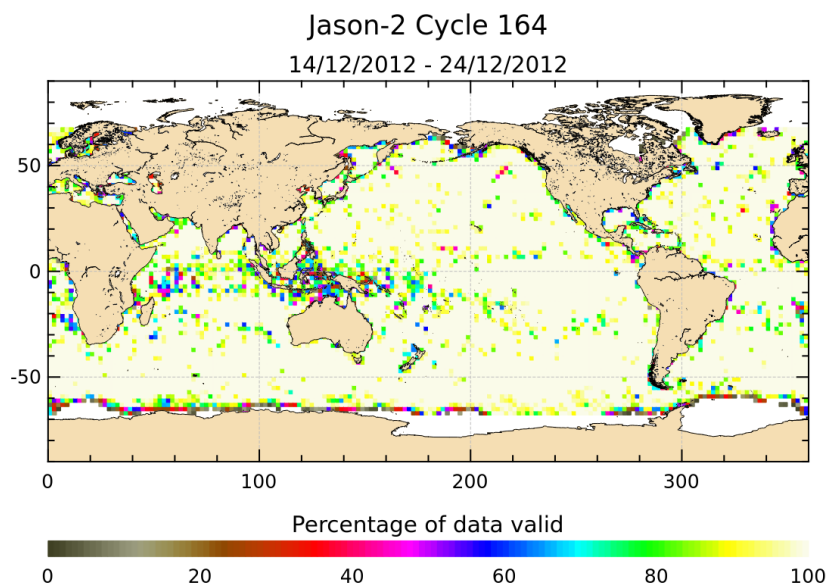 Jason-2 Cycle 164
14/12/2012 - 24/12/2012
50
0
-50
0 100 200 300
Percentage of data valid
0 20 40 60 80 100